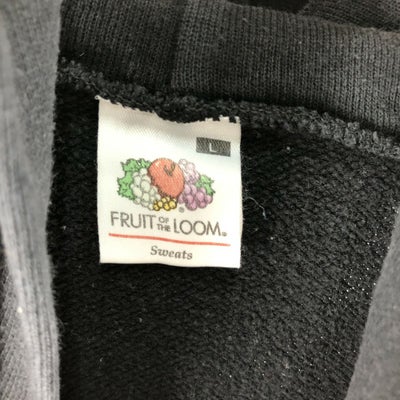 L
FRUIT OF THE LOOM®
Sweats